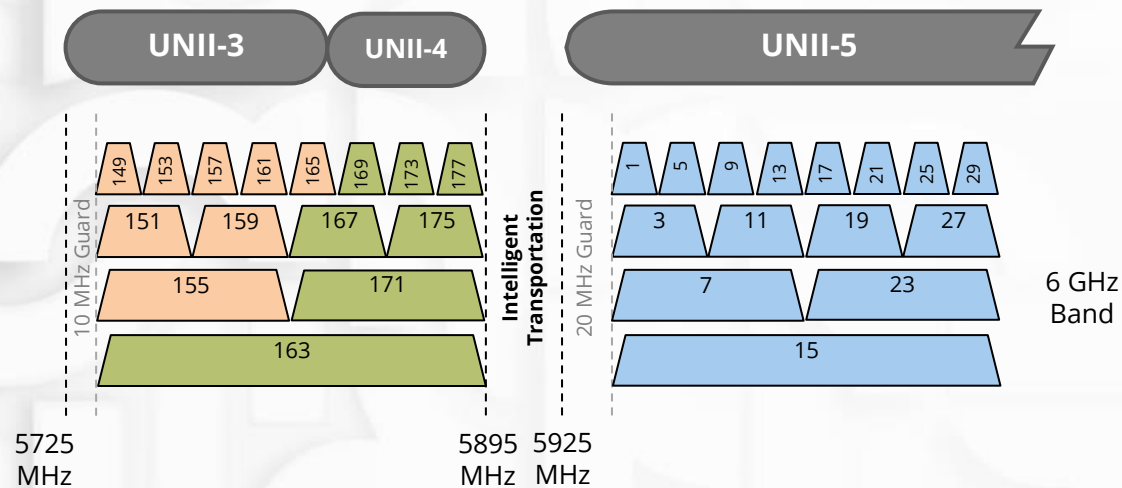 UNII-3
UNII-4
UNII-5
149
153
157
161
165
169
173
177
1
5
9
13
17
21
25
29
151
159
167
175
3
11
19
27
155
171
7
23
163
15
10 MHz Guard
Intelligent
Transportation
20 MHz Guard
6 GHz
Band
5725
MHz
5895
MHz
5925
MHz